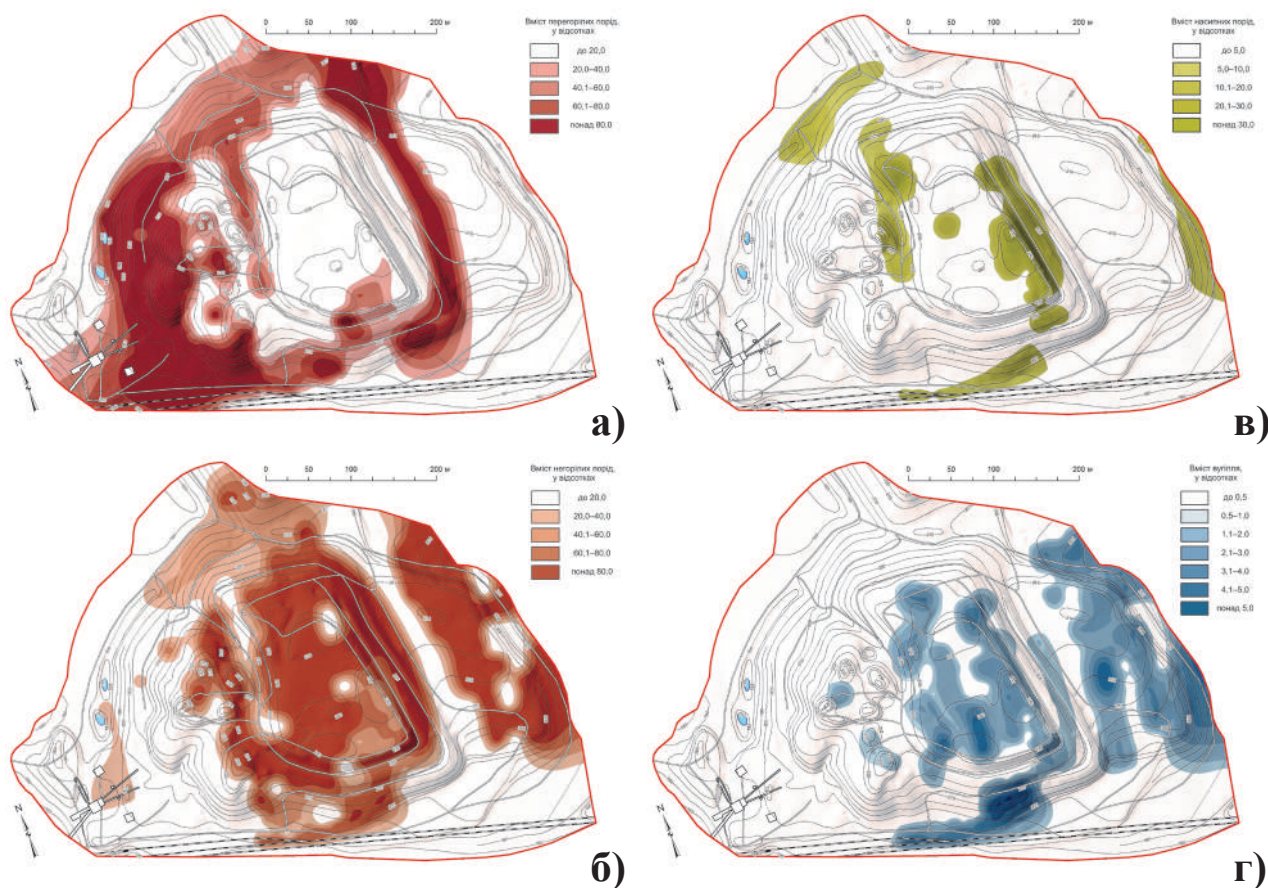 0 50 100 200 м
Вміст перегорілих порід,
у відсотках
до 20,0
20,0–40,0
40,1–60,0
60,1–80,0
понад 80,0
N
а)
0 50 100 200 м
Вміст насипних порід,
у відсотках
до 5,0
5,0–10,0
10,1–20,0
20,1–30,0
понад 30,0
N
в)
0 50 100 200 м
Вміст негорілих порід,
у відсотках
до 20,0
20,0–40,0
40,1–60,0
60,1–80,0
понад 80,0
N
б)
0 50 100 200 м
Вміст вугілля,
у відсотках
до 0,5
0,5–1,0
1,1–2,0
2,1–3,0
3,1–4,0
4,1–5,0
понад 5,0
N
г)